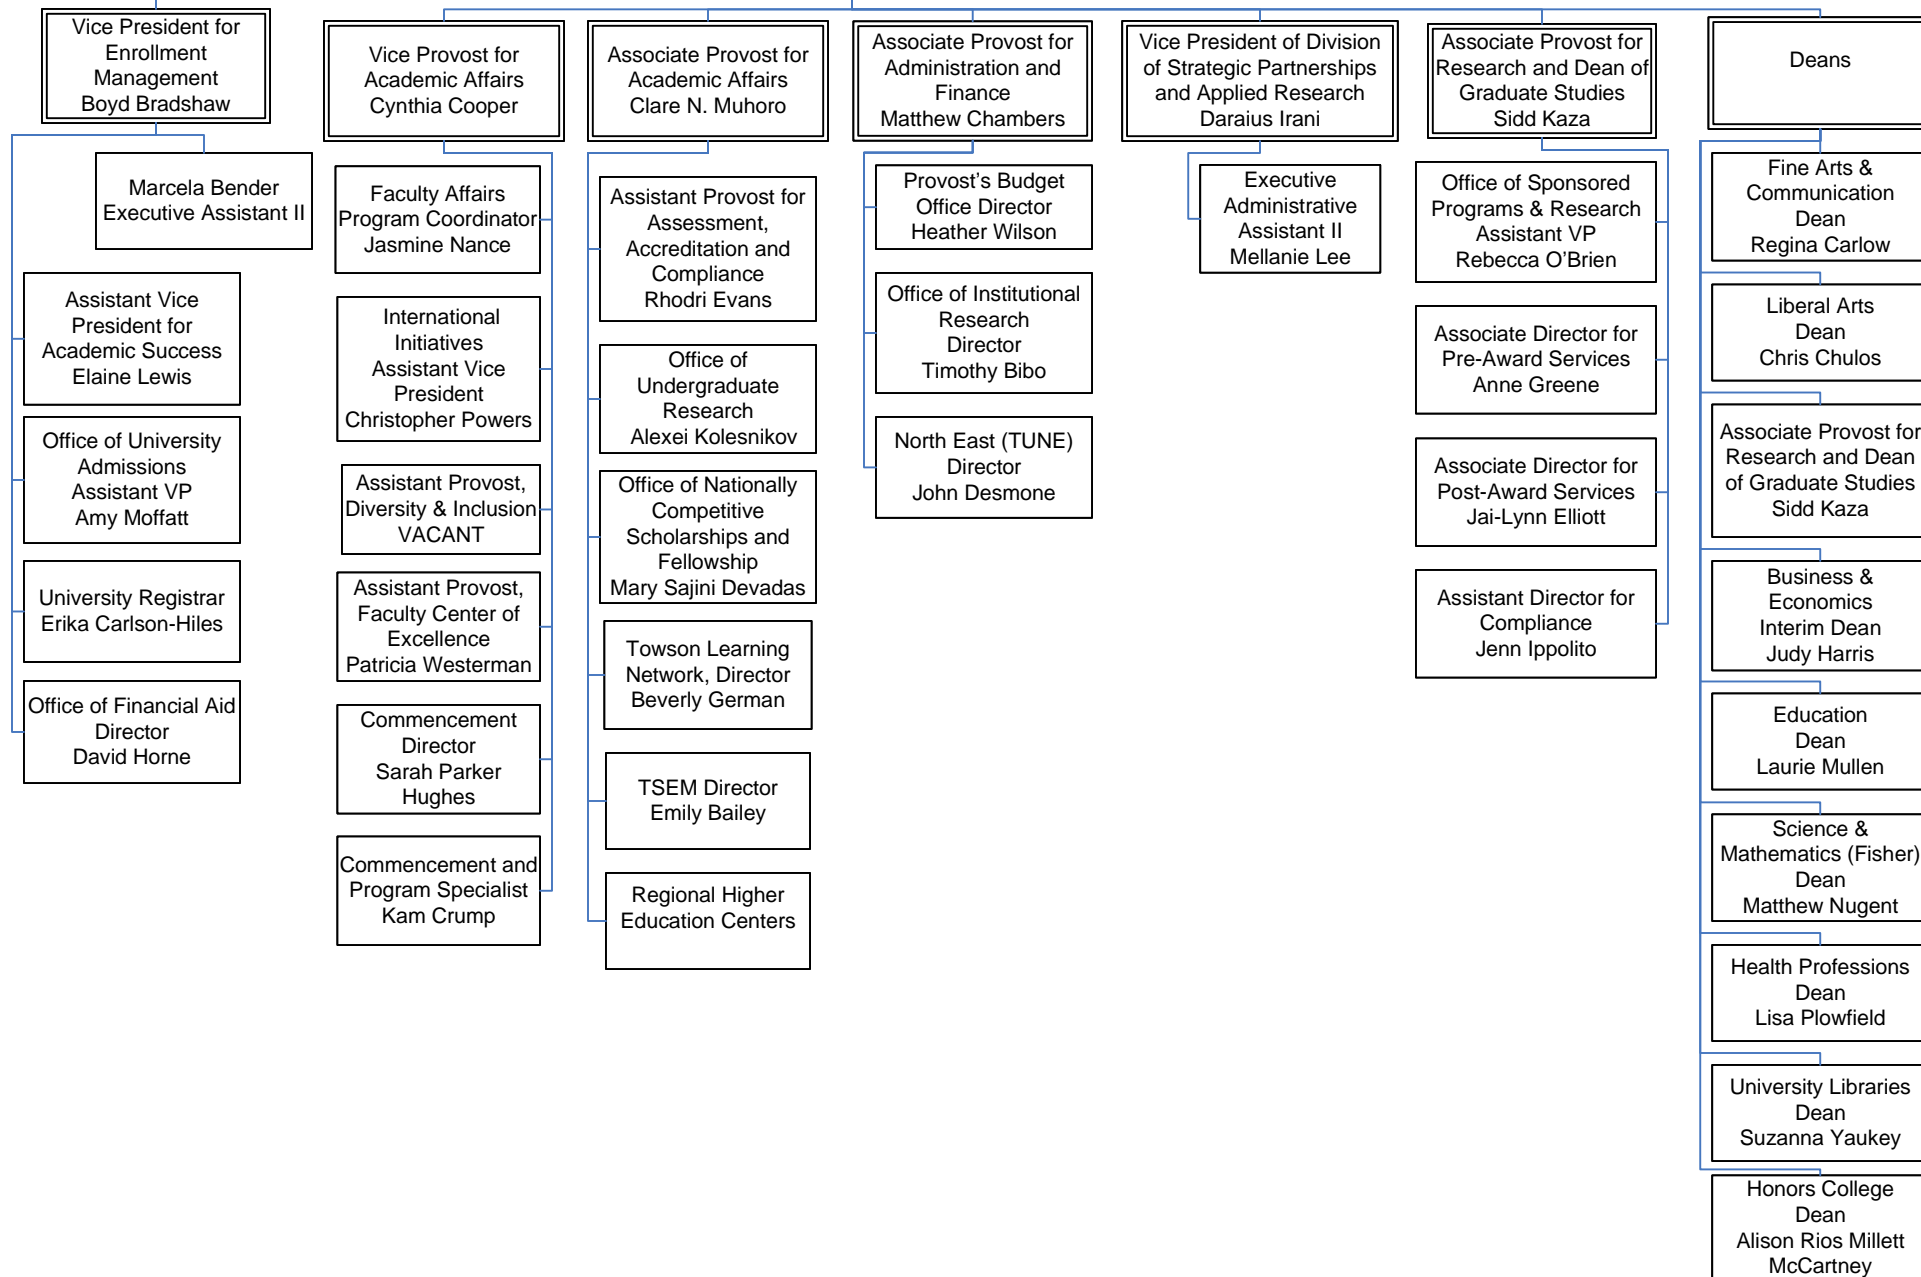 Vice President for
Enrollment
Management
Boyd Bradshaw
Marcela Bender
Executive Assistant II
Assistant Vice
President for
Academic Success
Elaine Lewis
Office of University
Admissions
Assistant VP
Amy Moffatt
University Registrar
Erika Carlson-Hiles
Office of Financial Aid
Director
David Horne
Vice Provost for
Academic Affairs
Cynthia Cooper
Faculty Affairs
Program Coordinator
Jasmine Nance
International
Initiatives
Assistant Vice
President
Christopher Powers
Assistant Provost,
Diversity & Inclusion
VACANT
Assistant Provost,
Faculty Center of
Excellence
Patricia Westerman
Commencement
Director
Sarah Parker
Hughes
Commencement and
Program Specialist
Kam Crump
Associate Provost for
Academic Affairs
Clare N. Muhoro
Assistant Provost for
Assessment,
Accreditation and
Compliance
Rhodri Evans
Office of
Undergraduate
Research
Alexei Kolesnikov
Office of Nationally
Competitive
Scholarships and
Fellowship
Mary Sajini Devadas
Towson Learning
Network, Director
Beverly German
TSEM Director
Emily Bailey
Regional Higher
Education Centers
Associate Provost for
Administration and
Finance
Matthew Chambers
Provost's Budget
Office Director
Heather Wilson
Office of Institutional
Research
Director
Timothy Bibo
North East (TUNE)
Director
John Desmone
Vice President of Division
of Strategic Partnerships
and Applied Research
Daraius Irani
Executive
Administrative
Assistant II
Mellanie Lee
Associate Provost for
Research and Dean of
Graduate Studies
Sidd Kaza
Office of Sponsored
Programs & Research
Assistant VP
Rebecca O’Brien
Associate Director for
Pre-Award Services
Anne Greene
Associate Director for
Post-Award Services
Jai-Lynn Elliott
Assistant Director for
Compliance
Jenn Ippolito
Deans
Fine Arts &
Communication
Dean
Regina Carlow
Liberal Arts
Dean
Chris Chulos
Associate Provost for
Research and Dean
of Graduate Studies
Sidd Kaza
Business &
Economics
Interim Dean
Judy Harris
Education
Dean
Laurie Mullen
Science &
Mathematics (Fisher)
Dean
Matthew Nugent
Health Professions
Dean
Lisa Plowfield
University Libraries
Dean
Suzanna Yaukey
Honors College
Dean
Alison Rios Millett
McCartney